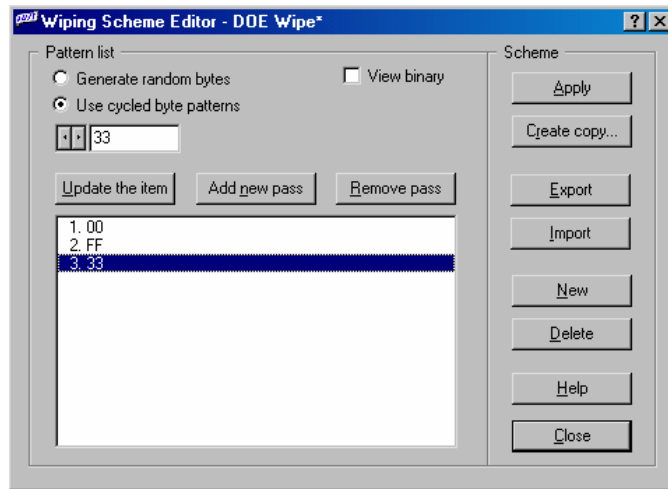 Wiping Scheme Editor - DOE Wipe*
Pattern list
Generate random bytes
View binary
Use cycled byte patterns
33
Update the item
Add new pass
Remove pass
1. 00
2. FF
3. 33
Scheme
Apply
Create copy...
Export
Import
New
Delete
Help
Close